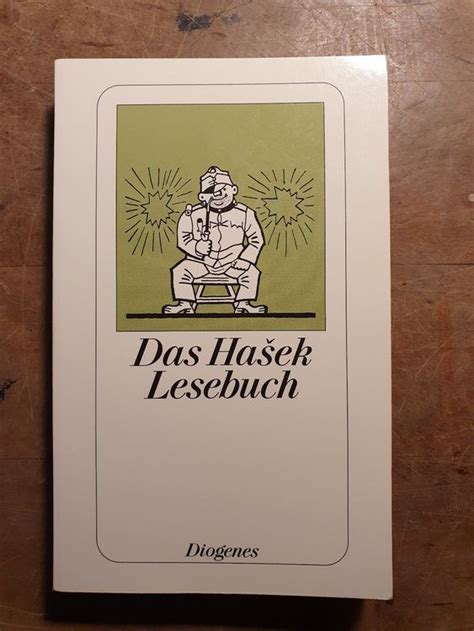 Das Hašek
Lesebuch
Diogenes